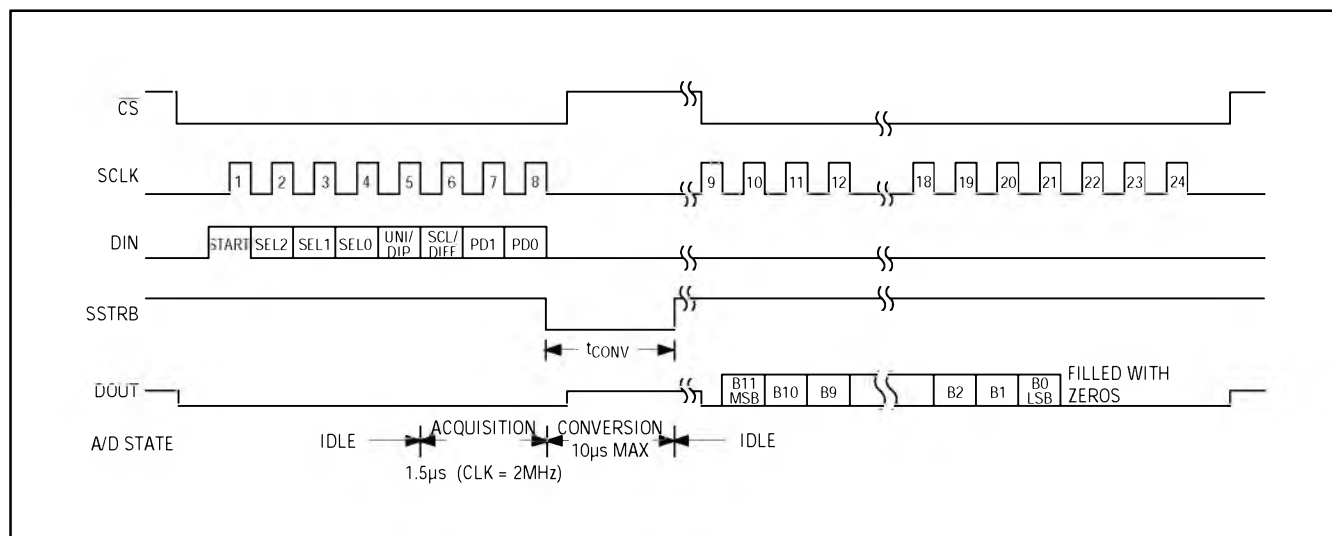 CS
SCLK 1 2 3 4 5 6 7 8 9 10 11 12 18 19 20 21 22 23 24
DIN START SEL2 SEL1 SEL0 UNI/DIP SCL/DIFF PD1 PD0
SSTRB
tCONV
DOUT B11 MSB B10 B9 B2 B1 B0 LSB FILLED WITH ZEROS
A/D STATE IDLE ACQUISITION CONVERSION 10μs MAX IDLE
1.5μs (CLK = 2MHz)